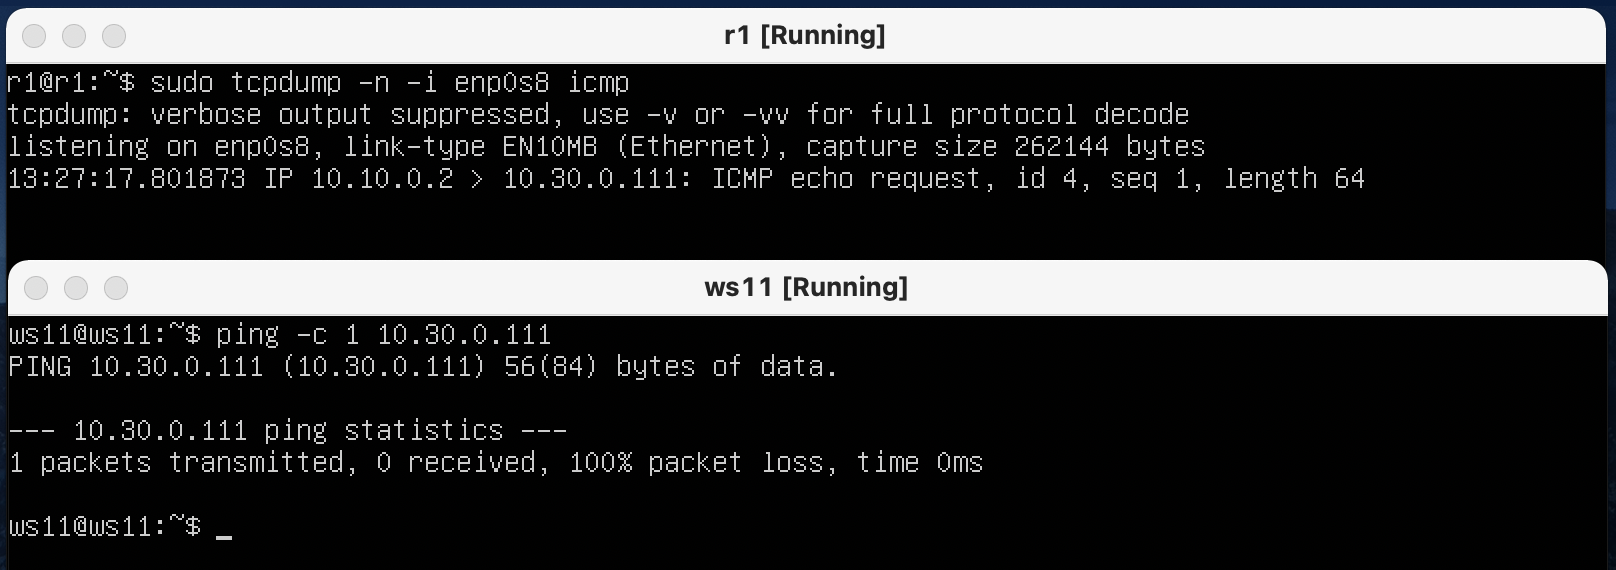 r1 [Running]
r1@r1:~$ sudo tcpdump -n -i enp0s8 icmp
tcpdump: verbose output suppressed, use -v or -vv for full protocol decode
listening on enp0s8, link-type EN10MB (Ethernet), capture size 262144 bytes
13:27:17.801873 IP 10.10.0.2 > 10.30.0.111: ICMP echo request, id 4, seq 1, length 64
ws11 [Running]
ws11@ws11:~$ ping -c 1 10.30.0.111
PING 10.30.0.111 (10.30.0.111) 56(84) bytes of data.
--- 10.30.0.111 ping statistics ---
1 packets transmitted, 0 received, 100% packet loss, time 0ms
ws11@ws11:~$ _